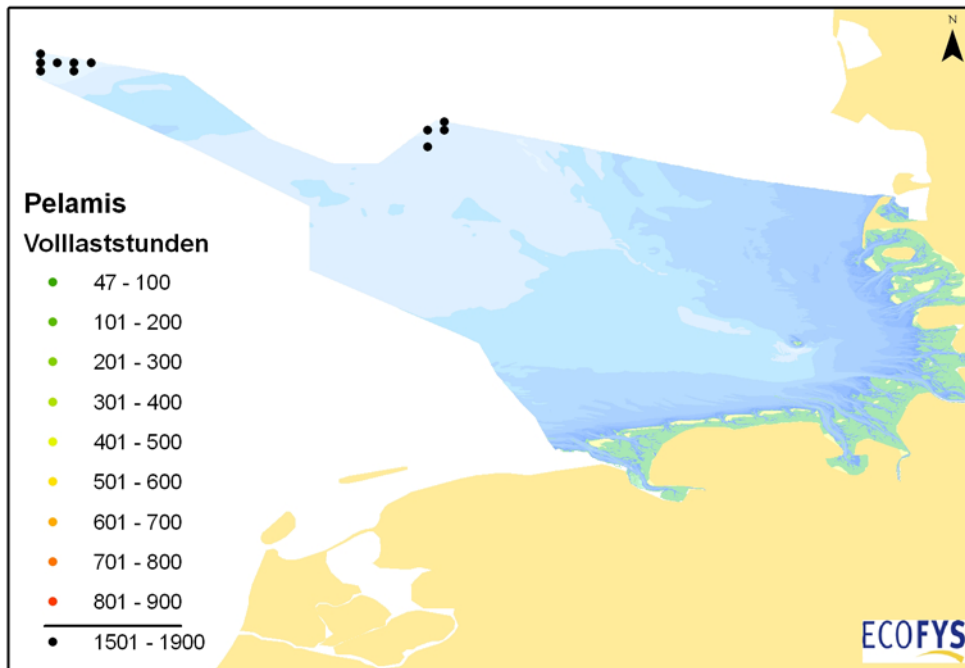 N
Pelamis
Volllaststunden
47 - 100
101 - 200
201 - 300
301 - 400
401 - 500
501 - 600
601 - 700
701 - 800
801 - 900
1501 - 1900
ECOFYS